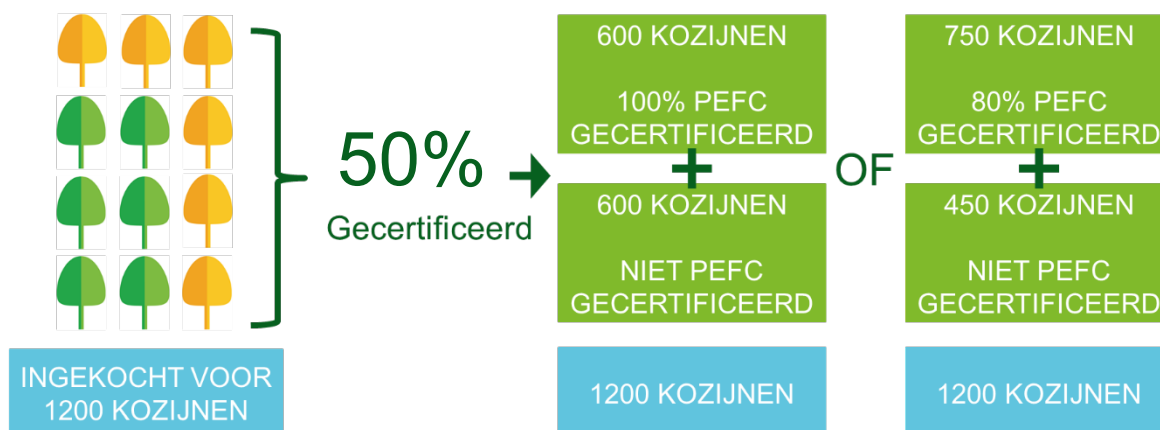 INGEKOCHT VOOR
1200 KOZIJNEN
50%
Gecertificeerd
600 KOZIJNEN
100% PEFC
GECERTIFICEERD
+
600 KOZIJNEN
NIET PEFC
GECERTIFICEERD
1200 KOZIJNEN
OF
750 KOZIJNEN
80% PEFC
GECERTIFICEERD
+
450 KOZIJNEN
NIET PEFC
GECERTIFICEERD
1200 KOZIJNEN